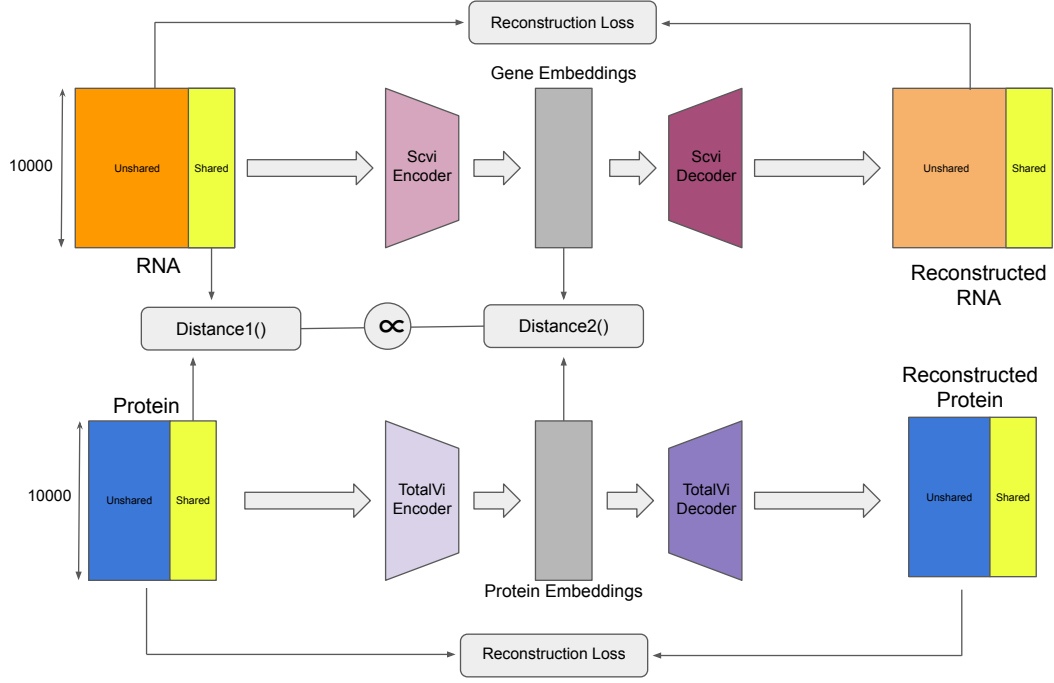 Reconstruction Loss
Gene Embeddings
10000
Unshared
Shared
Scvi
Encoder
Scvi
Decoder
Unshared
Shared
RNA
Reconstructed
RNA
Distance1()
∝
Distance2()
Protein
Reconstructed
Protein
10000
Unshared
Shared
TotalVi
Encoder
TotalVi
Decoder
Unshared
Shared
Protein Embeddings
Reconstruction Loss